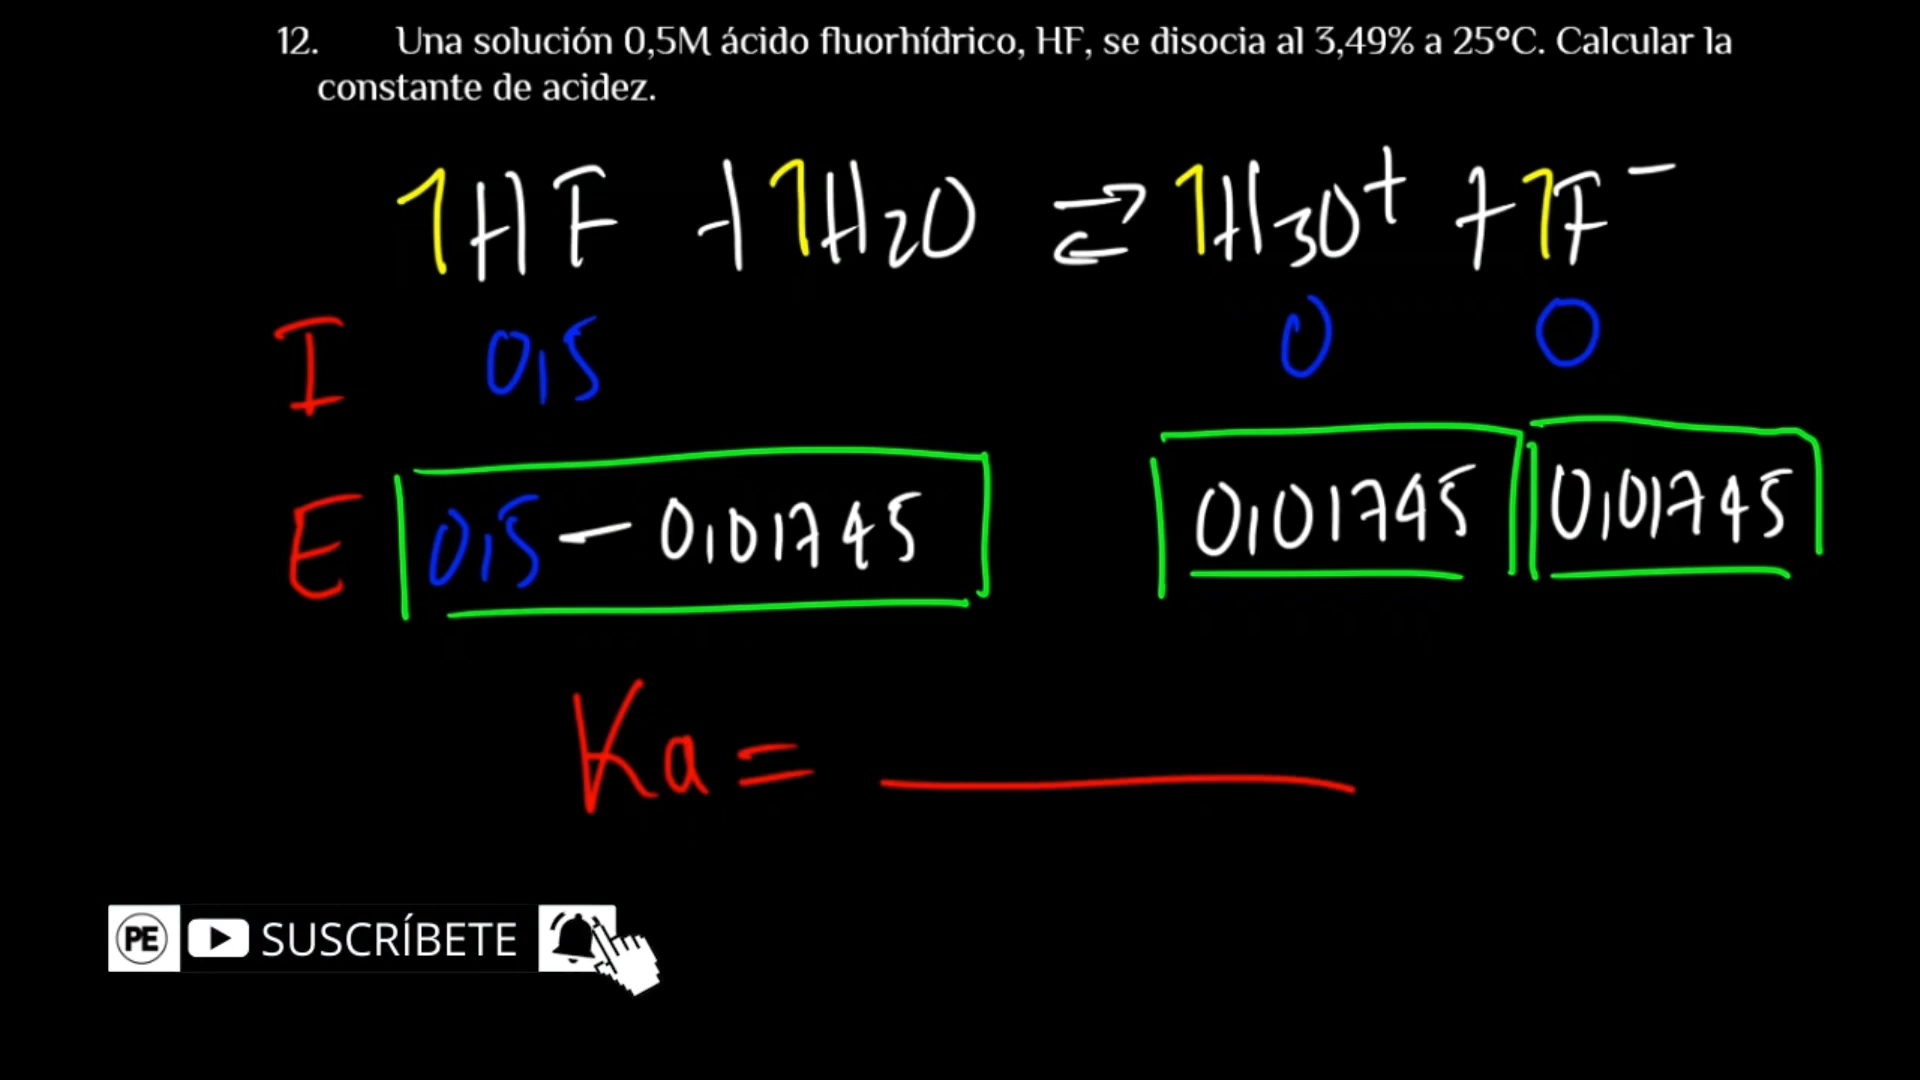 12. Una solución 0,5M ácido fluorhídrico, HF, se disocia al 3,49% a 25°C. Calcular la
constante de acidez.
1HF + 1H₂O ⇄ 1H₃O⁺ + 1F⁻
I 0,5 0 0
E 0,5 − 0,01745 0,01745 0,01745
Ka =
PE SUSCRÍBETE